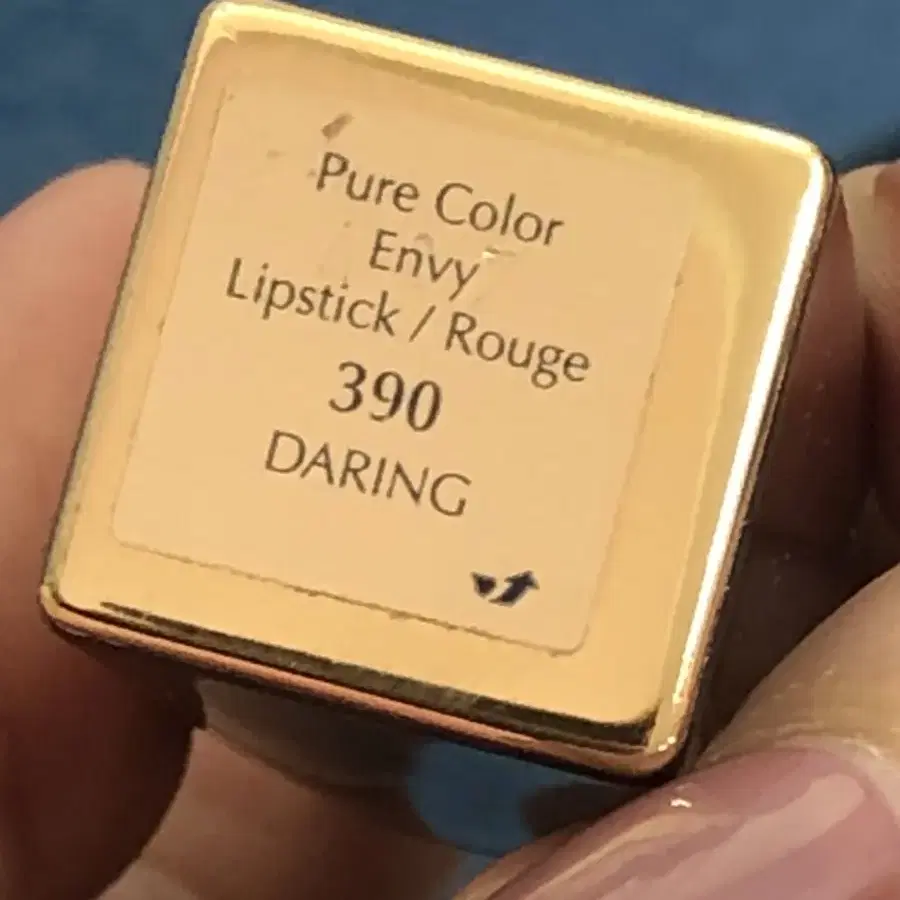 Pure Color
Envy
Lipstick / Rouge
390
DARING